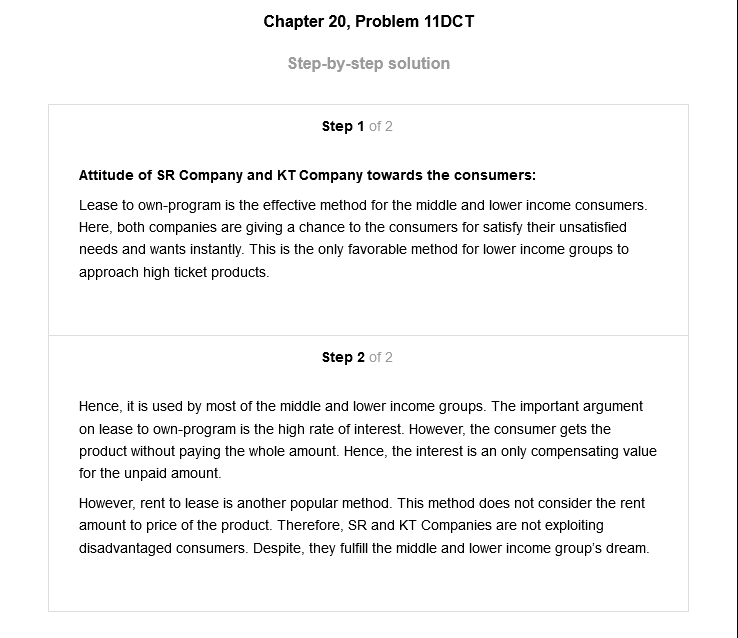 Chapter 20, Problem 11DCT
Step-by-step solution
Step 1 of 2
Attitude of SR Company and KT Company towards the consumers:
Lease to own-program is the effective method for the middle and lower income consumers.
Here, both companies are giving a chance to the consumers for satisfy their unsatisfied
needs and wants instantly. This is the only favorable method for lower income groups to
approach high ticket products.
Step 2 of 2
Hence, it is used by most of the middle and lower income groups. The important argument
on lease to own-program is the high rate of interest. However, the consumer gets the
product without paying the whole amount. Hence, the interest is an only compensating value
for the unpaid amount.
However, rent to lease is another popular method. This method does not consider the rent
amount to price of the product. Therefore, SR and KT Companies are not exploiting
disadvantaged consumers. Despite, they fulfill the middle and lower income group’s dream.